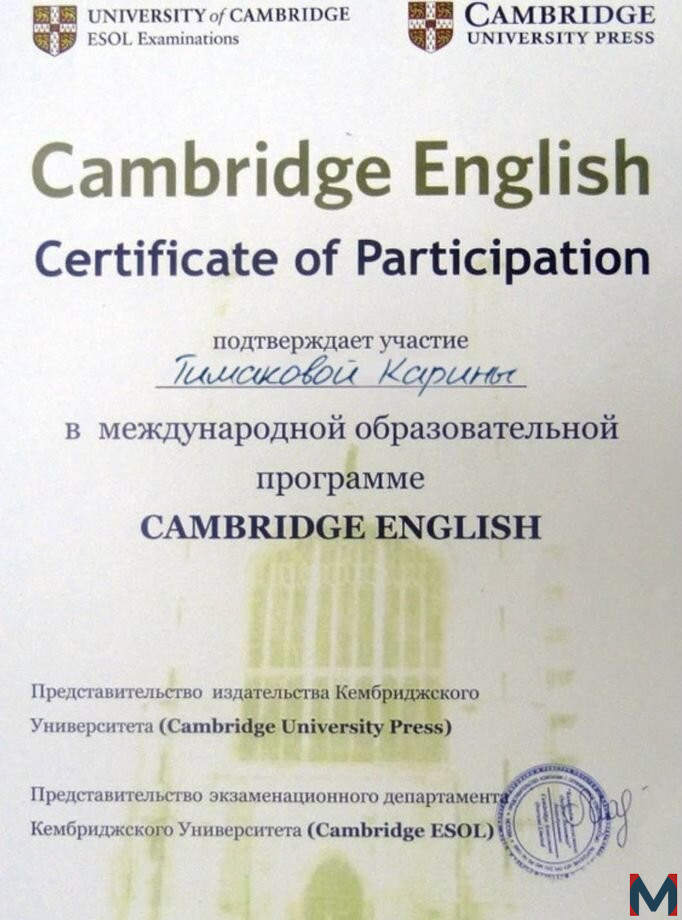 UNIVERSITY of CAMBRIDGE
ESOL Examinations
CAMBRIDGE
UNIVERSITY PRESS
Cambridge English
Certificate of Participation
подтверждает участие
Тимаковой Карины
в международной образовательной
программе
CAMBRIDGE ENGLISH
Представительство издательства Кембриджского
Университета (Cambridge University Press)
Представительство экзаменационного департамента
Кембриджского Университета (Cambridge ESOL)
M